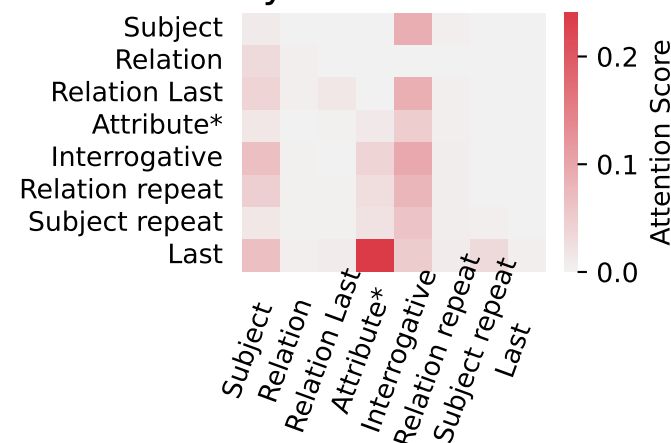 Subject
Relation
Relation Last
Attribute*
Interrogative
Relation repeat
Subject repeat
Last
Subject
Relation
Relation Last
Attribute*
Interrogative
Relation repeat
Subject repeat
Last
0.2
0.1
0.0
Attention Score